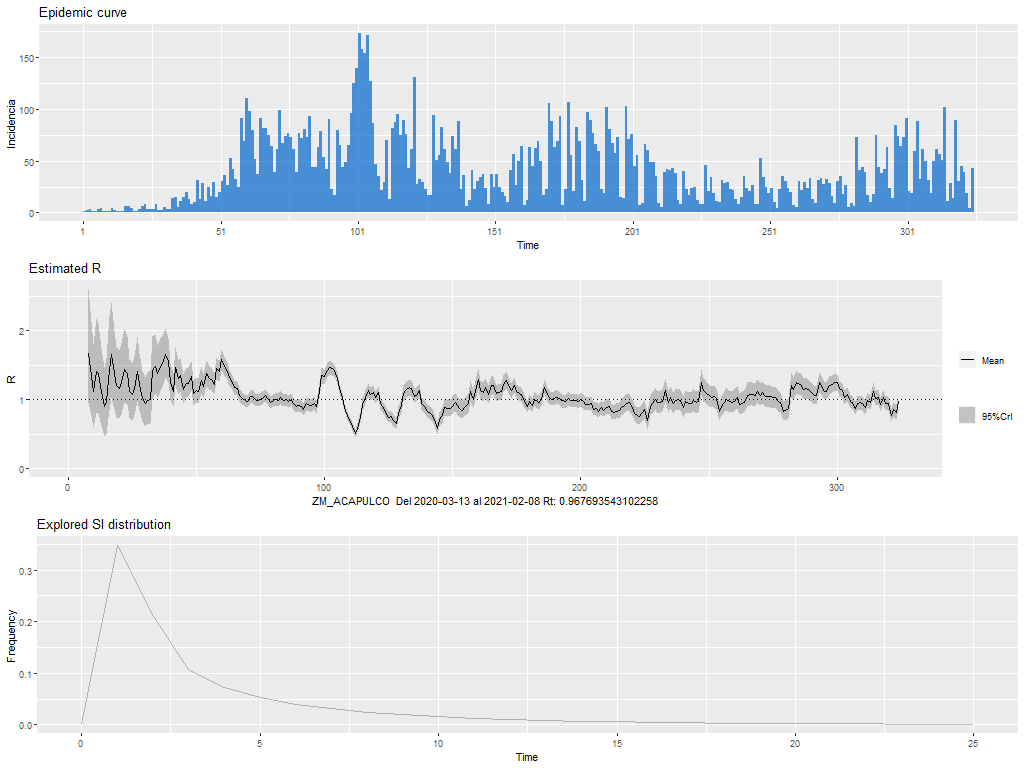 Epidemic curve
Incidencia
150
100
50
0
1
51
101
151
201
251
301
Time
Estimated R
R
2
1
0
0
100
200
300
ZM_ACAPULCO Del 2020-03-13 al 2021-02-08 Rt: 0.967693543102258
Mean
95%CrI
Explored SI distribution
Frequency
0.3
0.2
0.1
0.0
0
5
10
15
20
25
Time